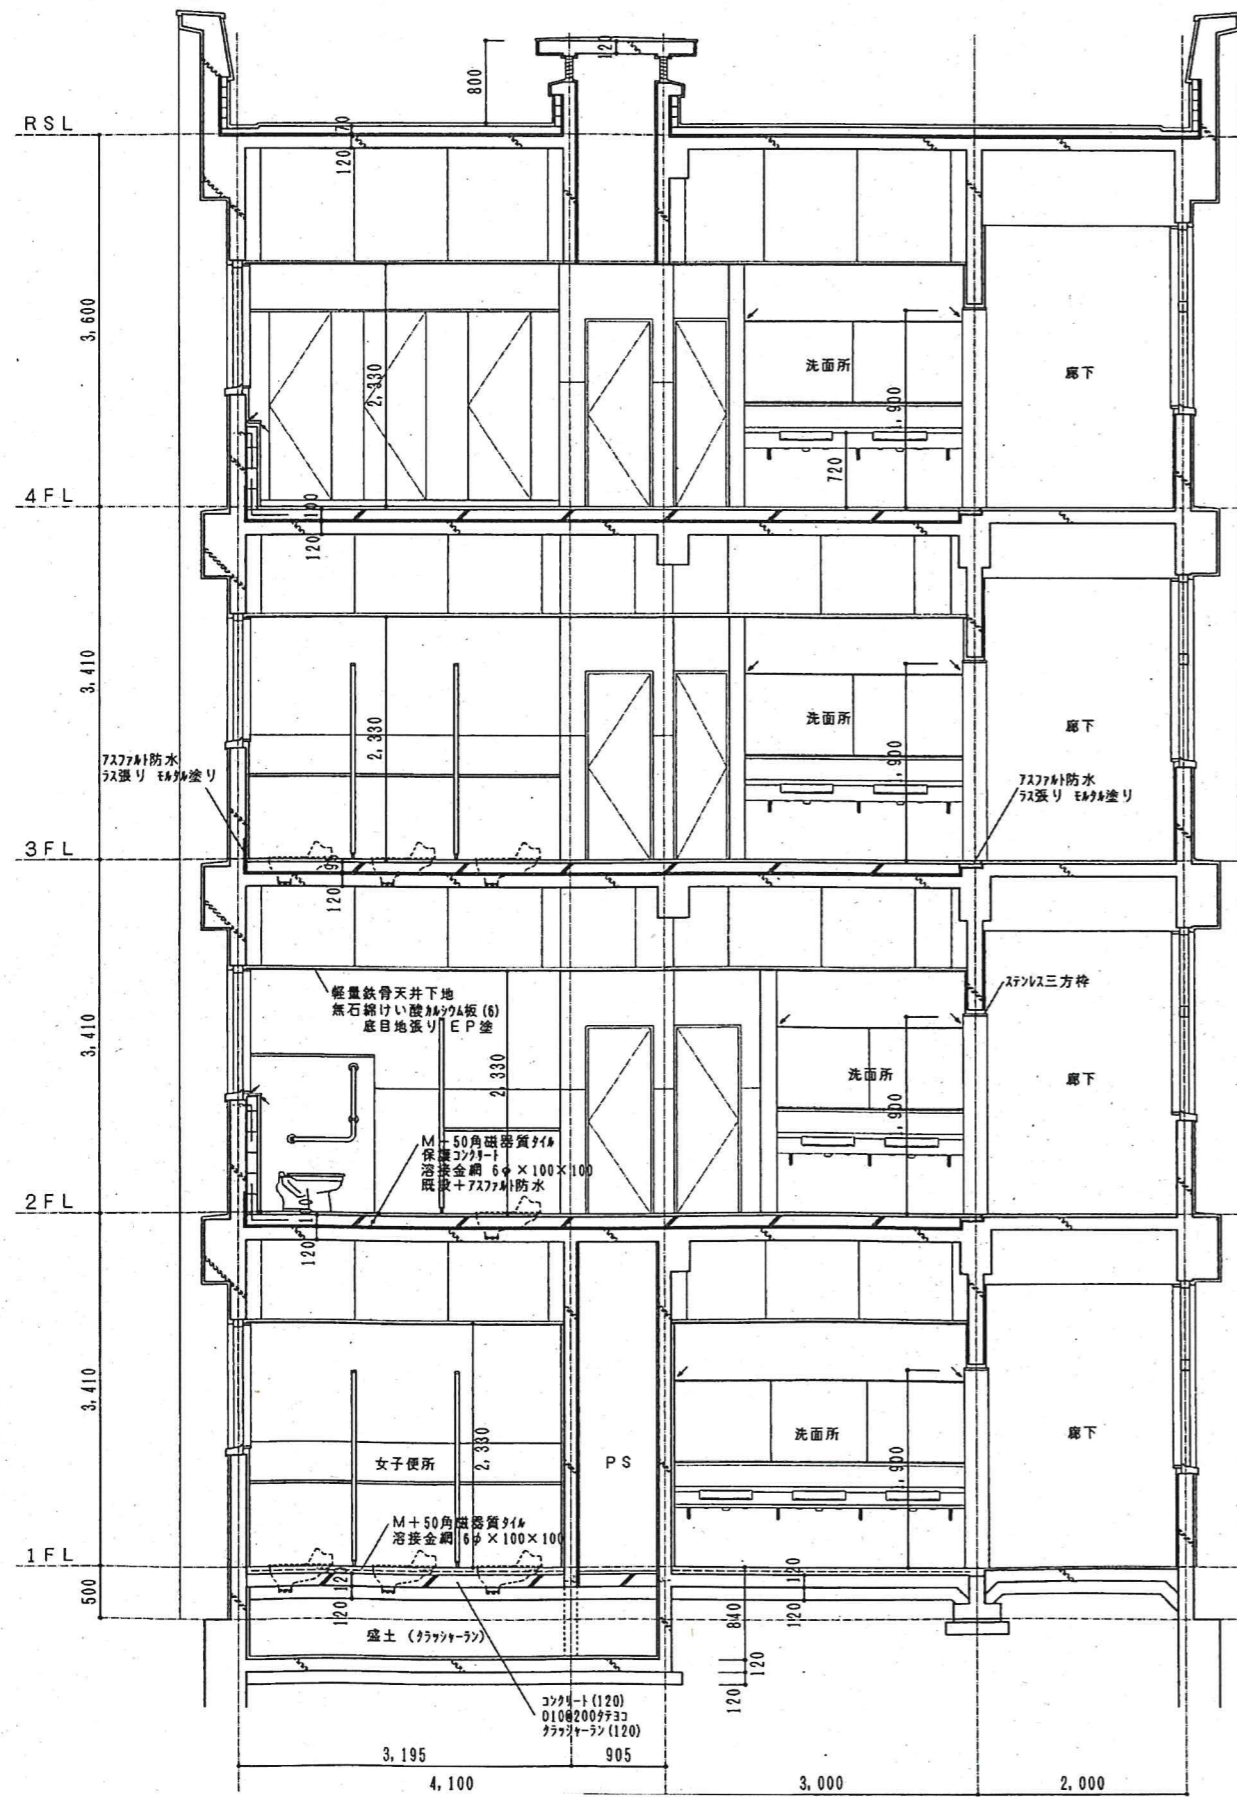 120
800
RSL
70
120
3,600
2,330
洗面所
1,900
廊下
720
4FL
100
120
3,410
2,330
洗面所
1,900
廊下
アスファルト防水
ラス張り モルタル塗り
アスファルト防水
ラス張り モルタル塗り
3FL
95
120
軽量鉄骨天井下地
無石綿けい酸カルシウム板(6)
底目地張り EP塗
ステンレス三方枠
3,410
2,330
洗面所
1,900
廊下
M+50角磁器質タイル
保護コンクリート
溶接金網 6φ×100×100
既設+アスファルト防水
2FL
120
3,410
2,330
女子便所
PS
洗面所
1,900
廊下
M+50角磁器質タイル
溶接金網 6φ×100×100
1FL
500
120
120
120
120
840
盛土 (クラッシャーラン)
120
120
コンクリート(120)
D10@200タテヨコ
クラッシャーラン(120)
3,195
905
4,100
3,000
2,000